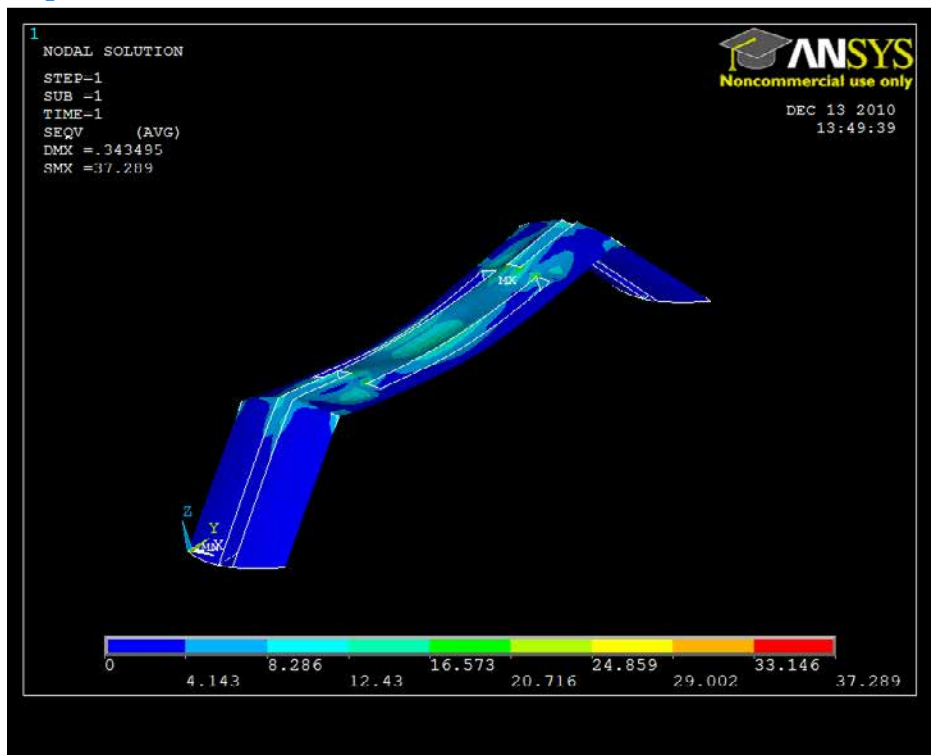 1
NODAL SOLUTION
STEP=1
SUB =1
TIME=1
SEQV (AVG)
DMX =.343495
SMX =37.289
ANSYS
Noncommercial use only
DEC 13 2010
13:49:39
MX
Z
Y
MN
X
0 8.286 16.573 24.859 33.146
4.143 12.43 20.716 29.002 37.289